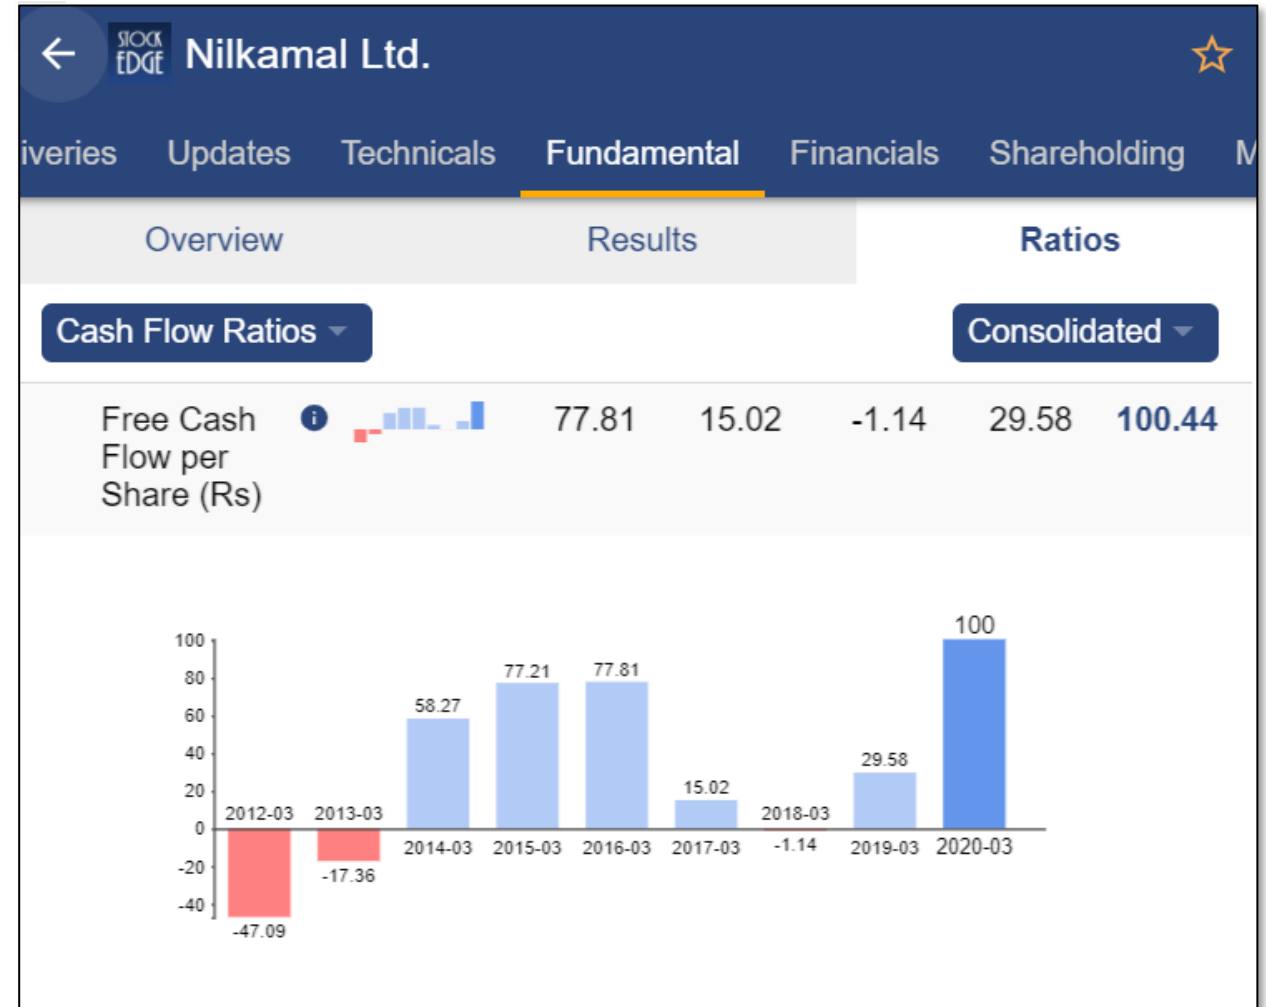 STOCK
EDGE
Nilkamal Ltd.
iveries Updates Technicals Fundamental Financials Shareholding M
Overview Results Ratios
Cash Flow Ratios Consolidated
Free Cash 77.81 15.02 -1.14 29.58 100.44
Flow per
Share (Rs)
100
100
80 77.21 77.81
60 58.27
40 29.58
20 15.02
2012-03 2013-03 2018-03
0
2014-03 2015-03 2016-03 2017-03 -1.14 2019-03 2020-03
-20 -17.36
-40
-47.09